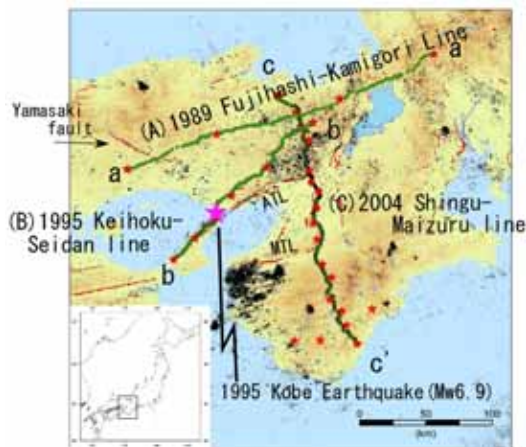 c
a
(A)1989 Fujihashi-Kamigori Line
Yamasaki
fault
b
a
ATL
(C)2004 Shingu-
Maizuru line
(B)1995 Keihoku-
Seidan line
MTL
b
c'
1995 Kobe Earthquake(Mw6.9)
0 50 100
(km)